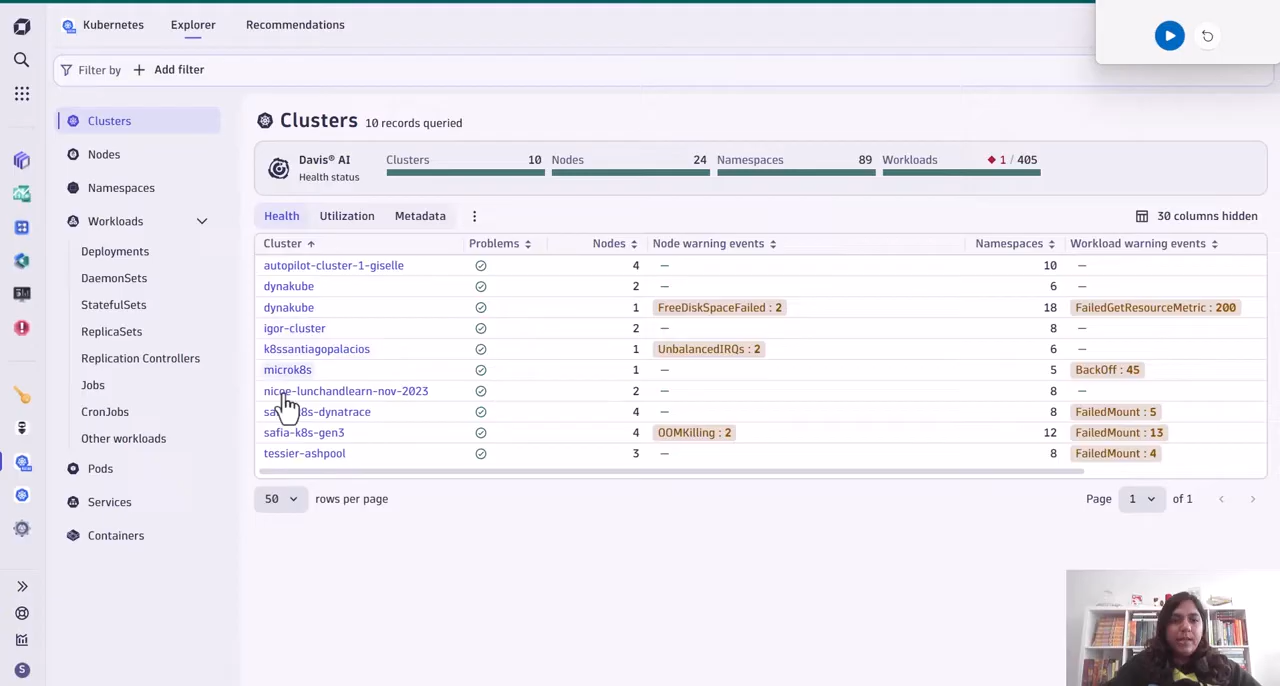 Kubernetes Explorer Recommendations
Filter by + Add filter
Clusters
Nodes
Namespaces
Workloads
Deployments
DaemonSets
StatefulSets
ReplicaSets
Replication Controllers
Jobs
CronJobs
Other workloads
Pods
Services
Containers
Clusters 10 records queried
Davis® AI
Health status
Clusters 10 Nodes 24 Namespaces 89 Workloads 1 / 405
Health Utilization Metadata 30 columns hidden
Cluster Problems Nodes Node warning events Namespaces Workload warning events
autopilot-cluster-1-giselle 4 — 10 —
dynakube 2 — 6 —
dynakube 1 FreeDiskSpaceFailed : 2 18 FailedGetResourceMetric : 200
igor-cluster 2 — 8 —
k8ssantiagopalacios 1 UnbalancedIRQs : 2 6 —
microk8s 1 — 5 BackOff : 45
2 — 8 —
4 — 8 FailedMount : 5
safia-k8s-gen3 4 OOMKilling : 2 12 FailedMount : 13
tessier-ashpool 3 — 8 FailedMount : 4
50 rows per page Page 1 of 1
S